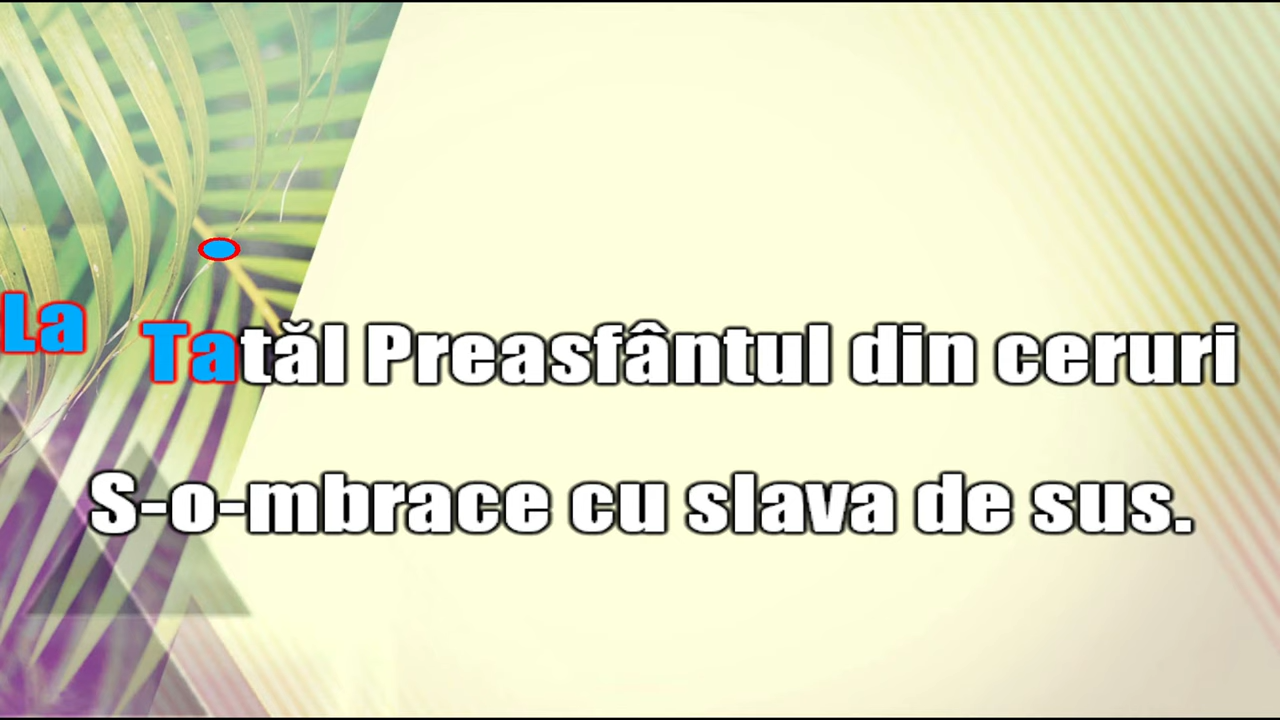 La Tatăl Preasfântul din ceruri
S-o-mbrace cu slava de sus.